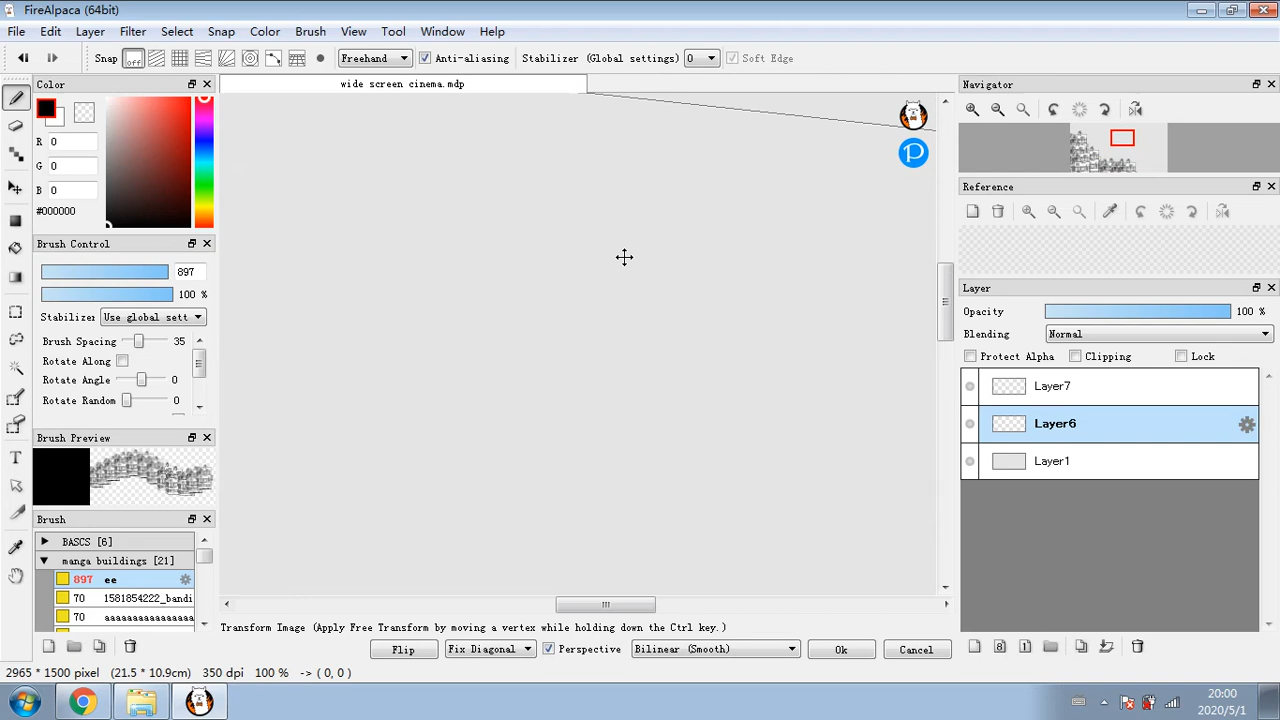 FireAlpaca (64bit)
File Edit Layer Filter Select Snap Color Brush View Tool Window Help
Snap off Freehand Anti-aliasing Stabilizer (Global settings) 0 Soft Edge
Color
wide screen cinema.mdp
Navigator
R 0
G 0
B 0
#000000
P
Reference
Brush Control
897
100 %
Stabilizer Use global sett
Brush Spacing 35
Rotate Along
Rotate Angle 0
Rotate Random 0
Layer
Opacity 100 %
Blending Normal
Protect Alpha Clipping Lock
Layer7
Layer6
Layer1
Brush Preview
Brush
BASCS [6]
manga buildings [21]
897 ee
70 1581854222_bandi
70 aaaaaaaaaaaaaaaa
Transform Image (Apply Free Transform by moving a vertex while holding down the Ctrl key.)
Flip Fix Diagonal Perspective Bilinear (Smooth) Ok Cancel
8 1
2965 * 1500 pixel (21.5 * 10.9cm) 350 dpi 100 % -> ( 0, 0 )
20:00
2020/5/1